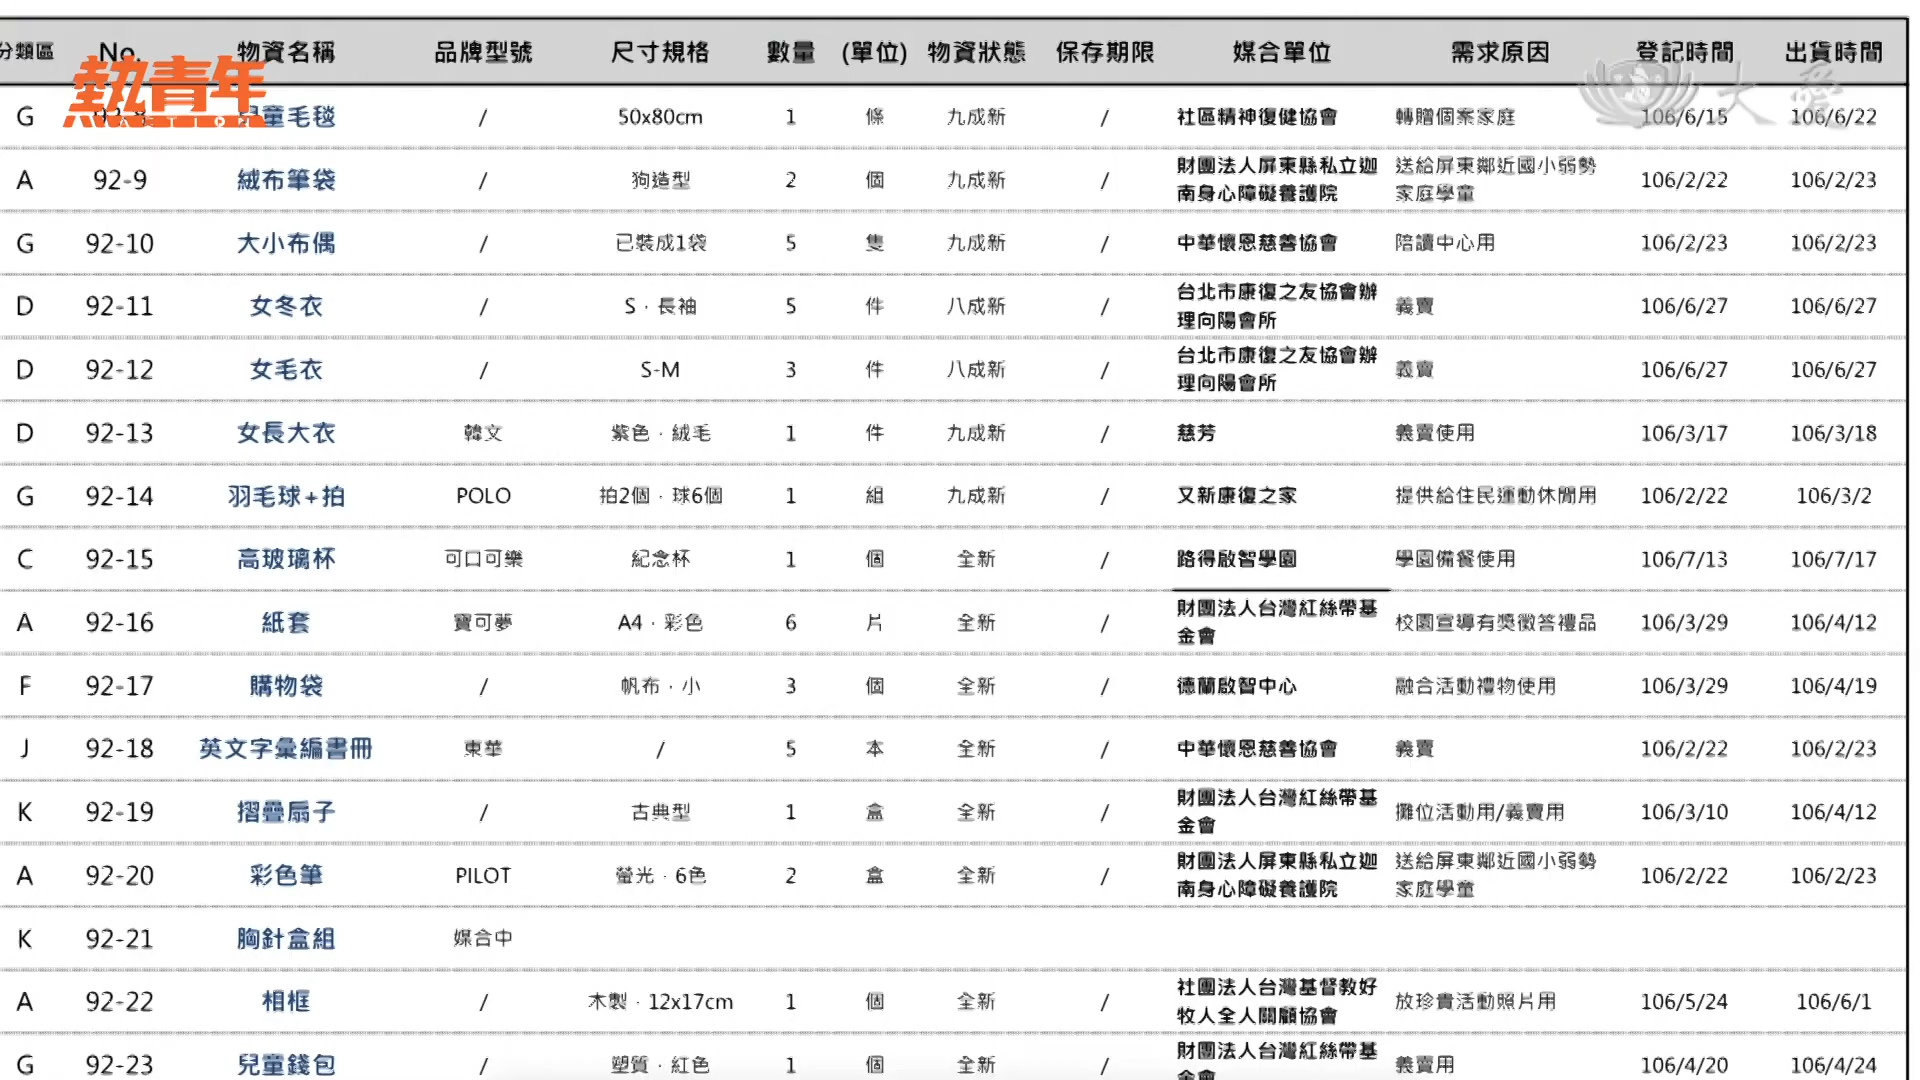 分類區 No. 物資名稱 品牌型號 尺寸規格 數量 (單位) 物資狀態 保存期限 媒合單位 需求原因 登記時間 出貨時間
熱青年
ACTION
大愛
G 92-8 兒童毛毯 / 50x80cm 1 條 九成新 / 社區精神復健協會 轉贈個案家庭 106/6/15 106/6/22
A 92-9 絨布筆袋 / 狗造型 2 個 九成新 / 財團法人屏東縣私立迦 送給屏東鄰近國小弱勢 106/2/22 106/2/23
南身心障礙養護院 家庭學童
G 92-10 大小布偶 / 已裝成1袋 5 隻 九成新 / 中華懷恩慈善協會 陪讀中心用 106/2/23 106/2/23
D 92-11 女冬衣 / S．長袖 5 件 八成新 / 台北市康復之友協會辦 義賣 106/6/27 106/6/27
理向陽會所
D 92-12 女毛衣 / S-M 3 件 八成新 / 台北市康復之友協會辦 義賣 106/6/27 106/6/27
理向陽會所
D 92-13 女長大衣 韓文 紫色．絨毛 1 件 九成新 / 慈芳 義賣使用 106/3/17 106/3/18
G 92-14 羽毛球+拍 POLO 拍2個．球6個 1 組 九成新 / 又新康復之家 提供給住民運動休閒用 106/2/22 106/3/2
C 92-15 高玻璃杯 可口可樂 紀念杯 1 個 全新 / 路得啟智學園 學園備餐使用 106/7/13 106/7/17
A 92-16 紙套 寶可夢 A4．彩色 6 片 全新 / 財團法人台灣紅絲帶基 校園宣導有獎徵答禮品 106/3/29 106/4/12
金會
F 92-17 購物袋 / 帆布．小 3 個 全新 / 德蘭啟智中心 融合活動禮物使用 106/3/29 106/4/19
J 92-18 英文字彙編書冊 東華 / 5 本 全新 / 中華懷恩慈善協會 義賣 106/2/22 106/2/23
K 92-19 摺疊扇子 / 古典型 1 盒 全新 / 財團法人台灣紅絲帶基 攤位活動用/義賣用 106/3/10 106/4/12
金會
A 92-20 彩色筆 PILOT 螢光．6色 2 盒 全新 / 財團法人屏東縣私立迦 送給屏東鄰近國小弱勢 106/2/22 106/2/23
南身心障礙養護院 家庭學童
K 92-21 胸針盒組 媒合中
A 92-22 相框 / 木製．12x17cm 1 個 全新 / 社團法人台灣基督教好 放珍貴活動照片用 106/5/24 106/6/1
牧人全人關顧協會
G 92-23 兒童錢包 / 塑質．紅色 1 個 全新 / 財團法人台灣紅絲帶基 義賣用 106/4/20 106/4/24
金會